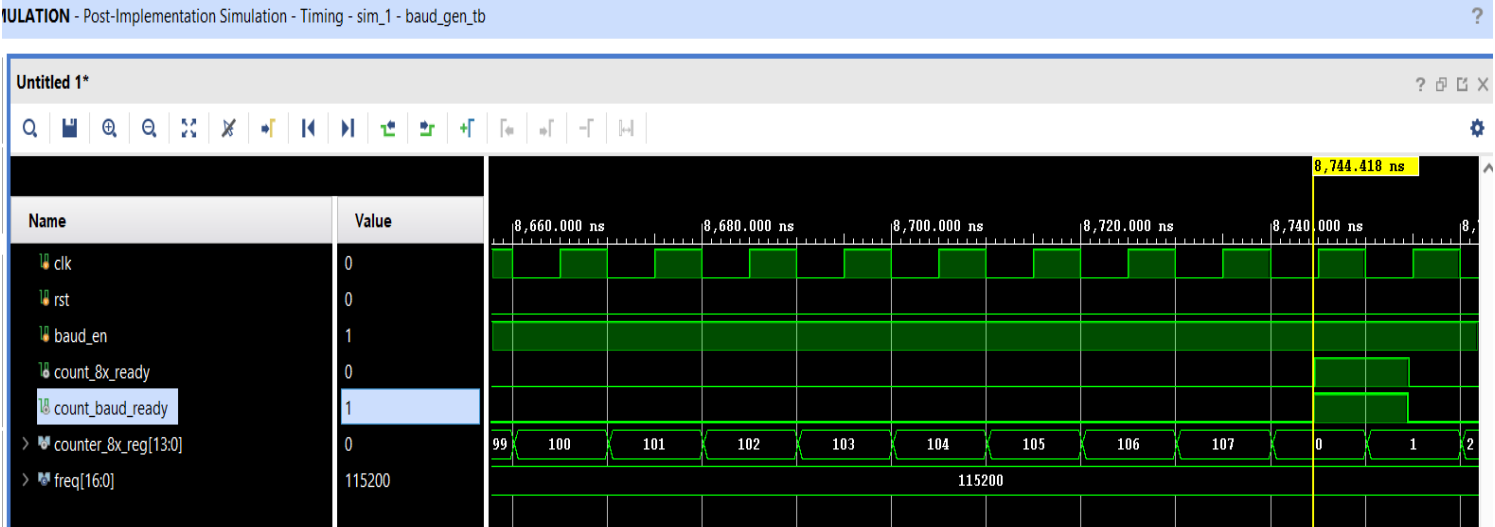 IULATION - Post-Implementation Simulation - Timing - sim_1 - baud_gen_tb ?
Untitled 1* ?
8,744.418 ns
Name Value 8,660.000 ns 8,680.000 ns 8,700.000 ns 8,720.000 ns 8,740.000 ns 8,
clk 0
rst 0
baud_en 1
count_8x_ready 0
count_baud_ready 1
counter_8x_reg[13:0] 0 99 100 101 102 103 104 105 106 107 0 1 2
freq[16:0] 115200 115200